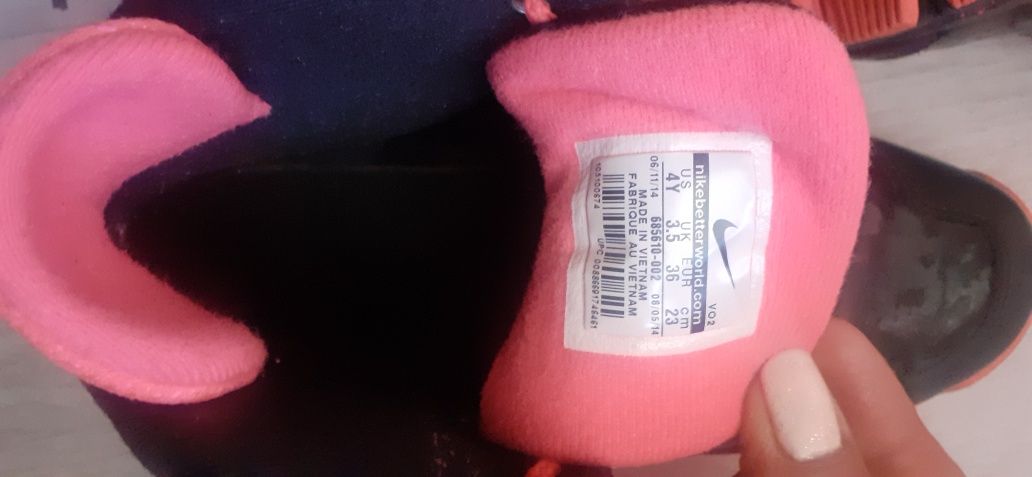 VO2
nikebetterworld.com
US UK EUR cm
4Y 3.5 36 23
06/11/14 685610-002 08/05/14
MADE IN VIETNAM
FABRIQUE AU VIETNAM
UPC